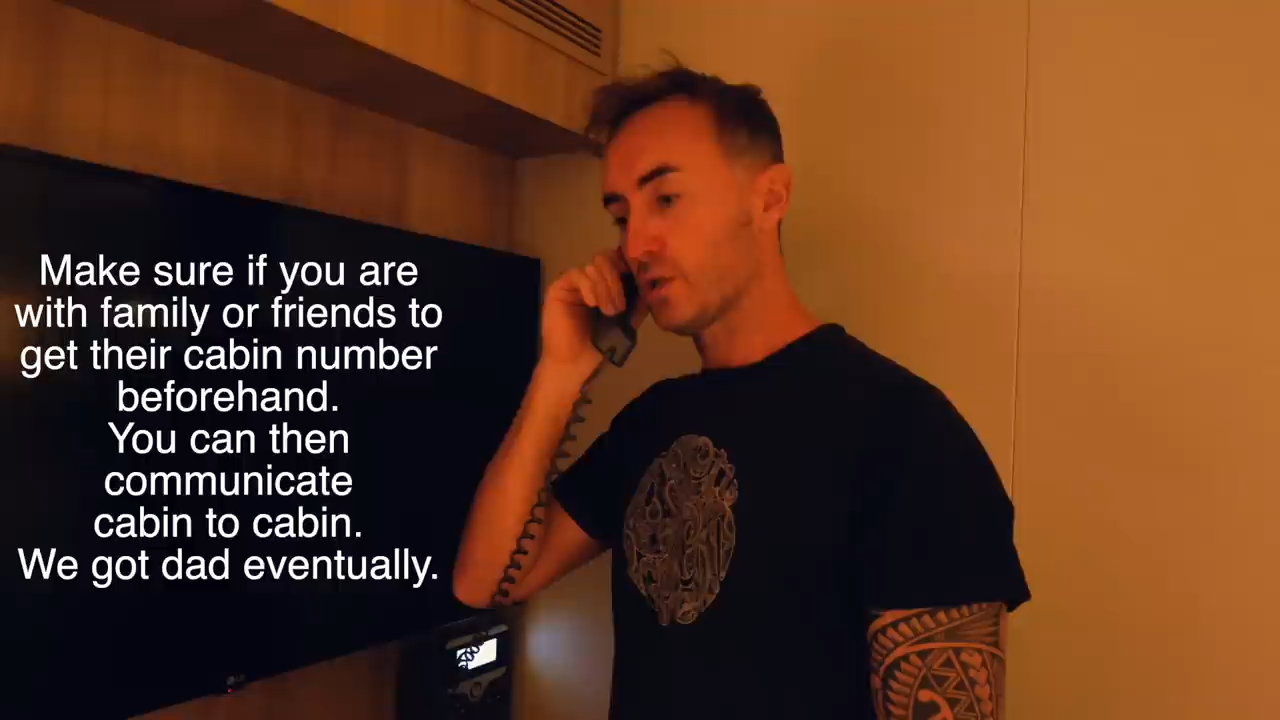 Make sure if you are
with family or friends to
get their cabin number
beforehand.
You can then
communicate
cabin to cabin.
We got dad eventually.
LG